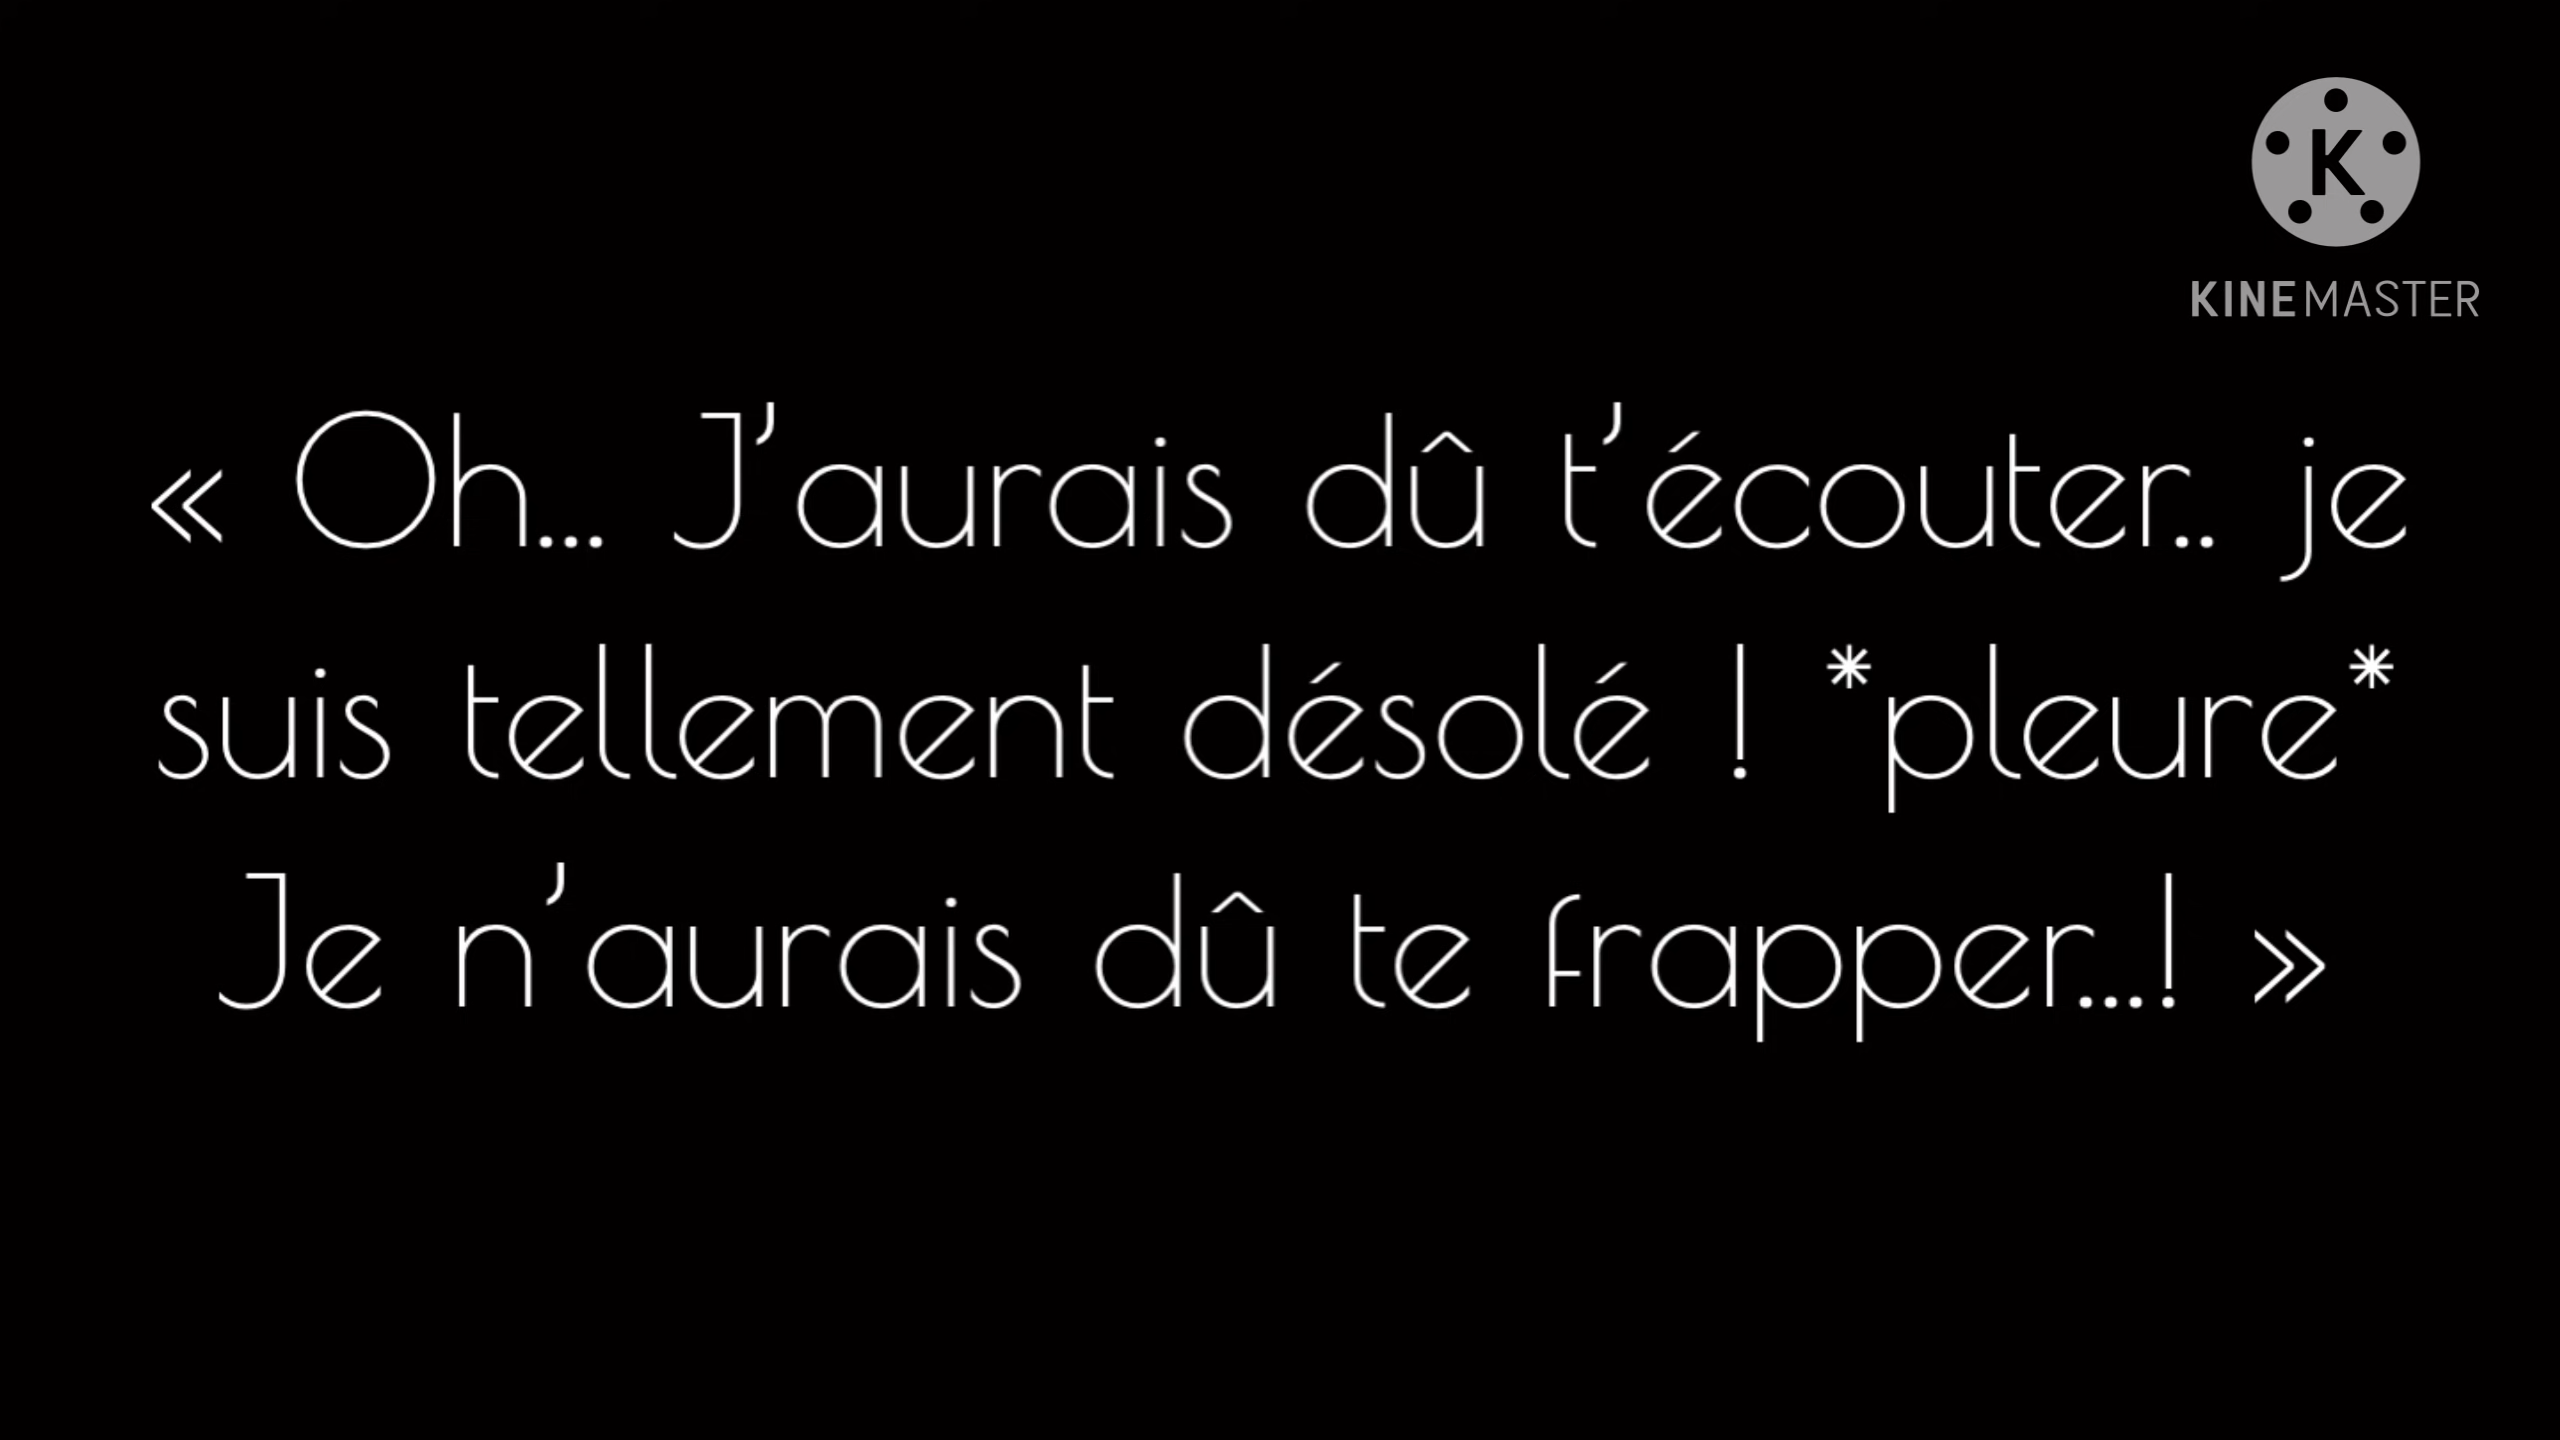 KINEMASTER
« Oh... J’aurais dû t’écouter.. je
suis tellement désolé ! *pleure*
Je n’aurais dû te frapper...! »